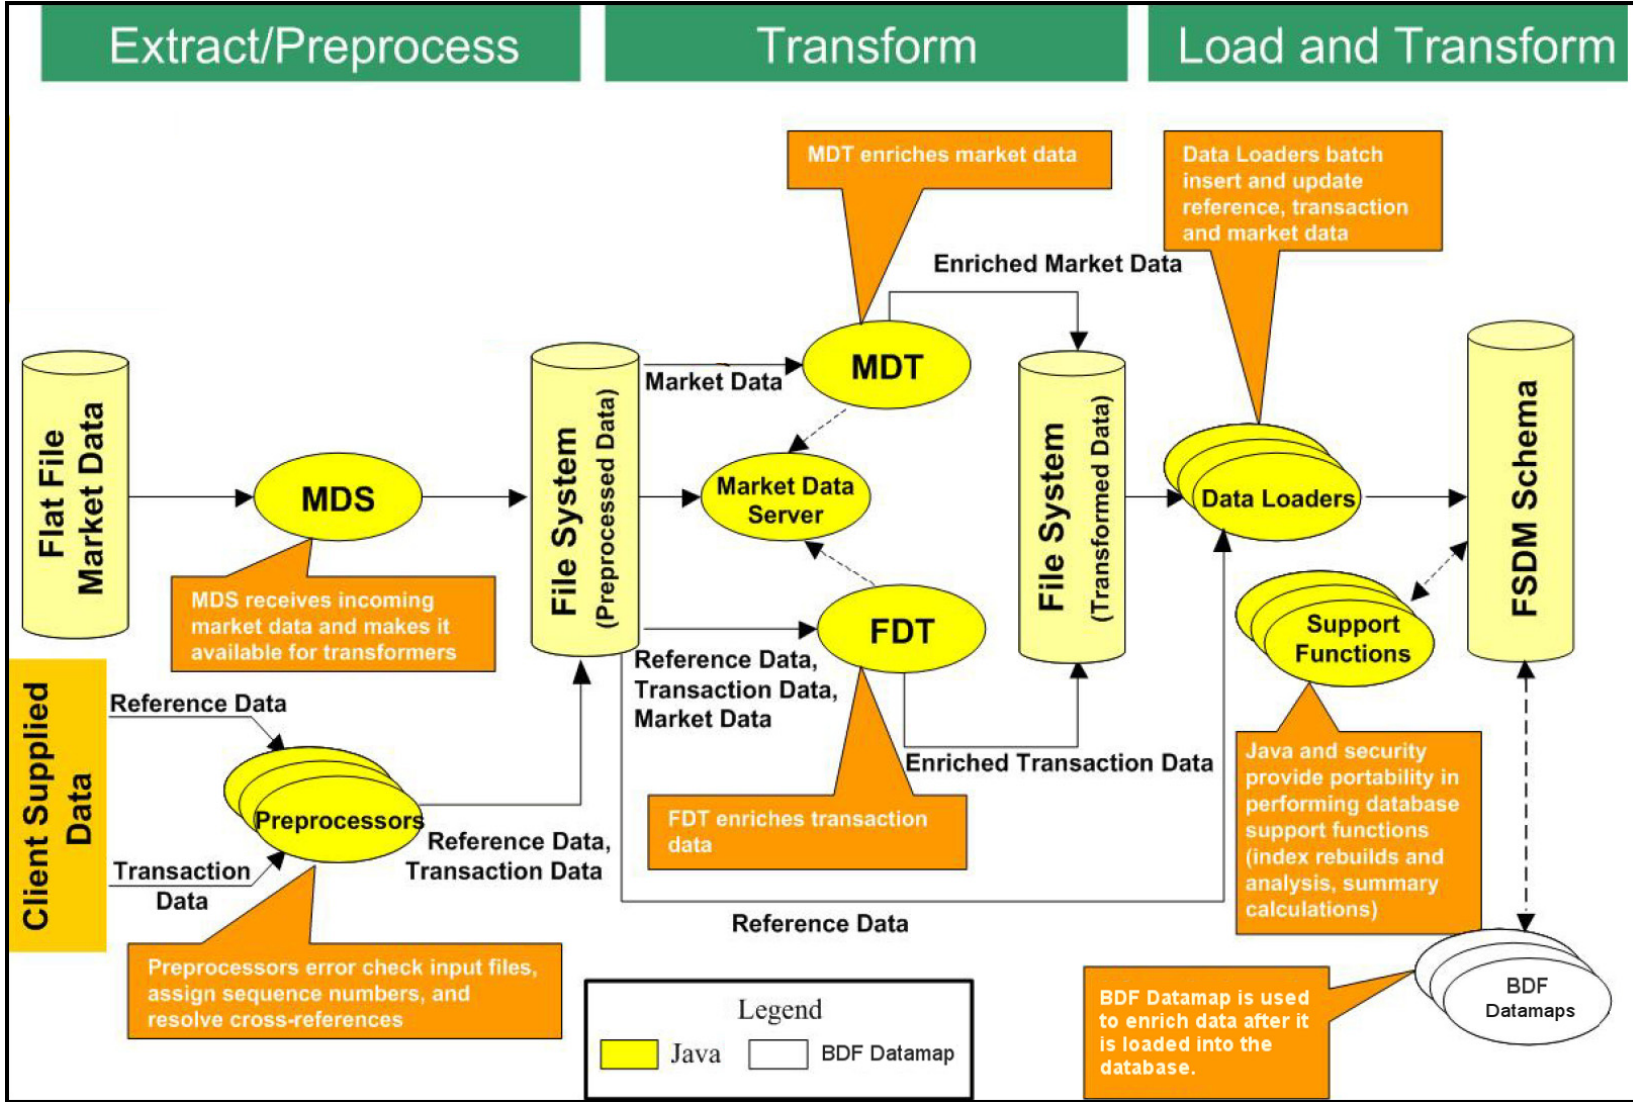 Extract/Preprocess
Transform
Load and Transform
MDT enriches market data
Data Loaders batch
insert and update
reference, transaction
and market data
Enriched Market Data
Flat File
Market Data
MDS
MDS receives incoming
market data and makes it
available for transformers
File System
(Preprocessed Data)
Market Data
MDT
Market Data
Server
FDT
Reference Data,
Transaction Data,
Market Data
File System
(Transformed Data)
Data Loaders
FSDM Schema
Support
Functions
Client Supplied
Data
Reference Data
Preprocessors
Transaction
Data
Reference Data,
Transaction Data
Enriched Transaction Data
FDT enriches transaction
data
Java and security
provide portability in
performing database
support functions
(index rebuilds and
analysis, summary
calculations)
Reference Data
Preprocessors error check input files,
assign sequence numbers, and
resolve cross-references
Legend
Java
BDF Datamap
BDF Datamap is used
to enrich data after it
is loaded into the
database.
BDF
Datamaps